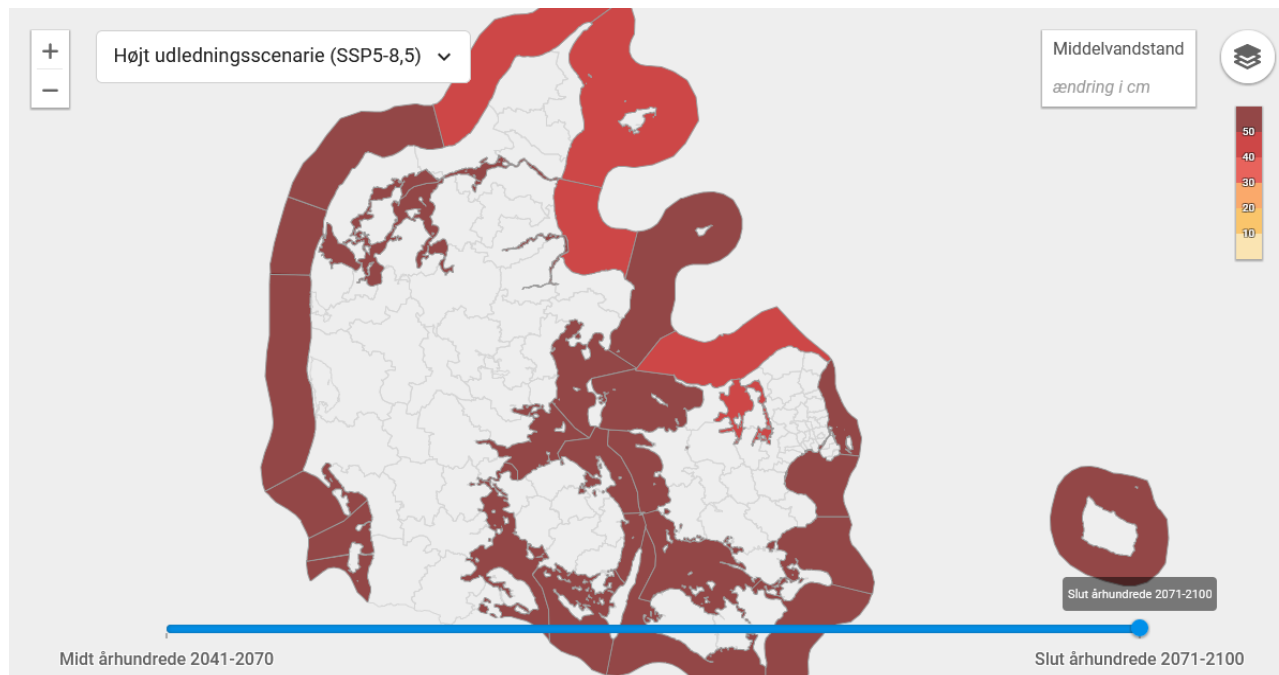 +
−
Højt udledningsscenarie (SSP5-8,5)
Middelvandstand
ændring i cm
50
40
30
20
10
Slut århundrede 2071-2100
Midt århundrede 2041-2070
Slut århundrede 2071-2100